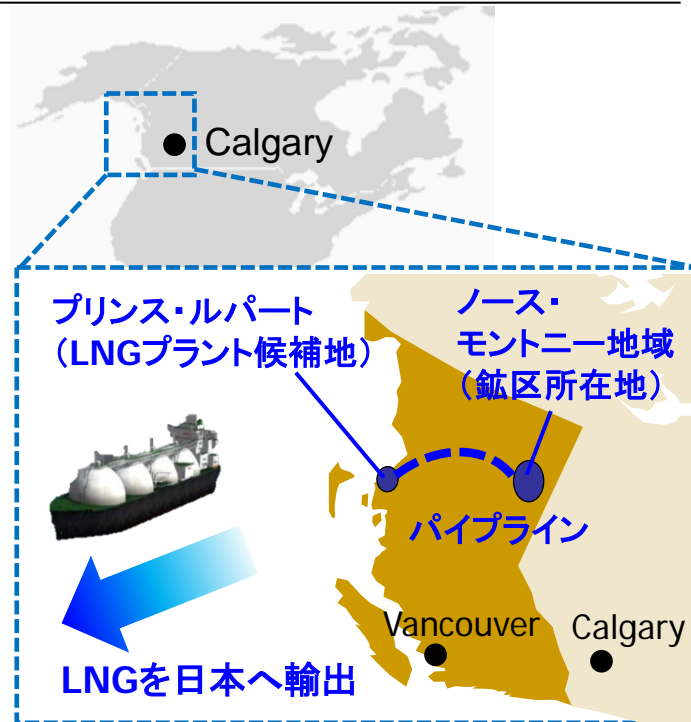 Calgary
プリンス・ルパート
（LNGプラント候補地）
ノース・
モントニー地域
（鉱区所在地）
パイプライン
Vancouver
Calgary
LNGを日本へ輸出